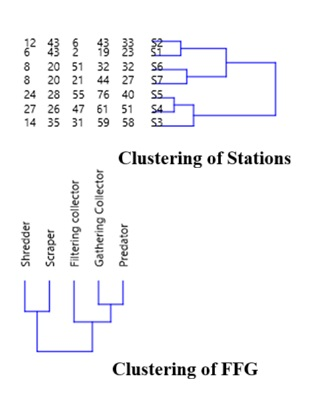 12 43 6 43 33 S2
6 43 2 19 23 S1
8 20 51 32 32 S6
8 20 21 44 27 S7
24 28 55 76 40 S5
27 26 47 61 51 S4
14 35 31 59 58 S3
Clustering of Stations
Shredder
Scraper
Filtering collector
Gathering Collector
Predator
Clustering of FFG